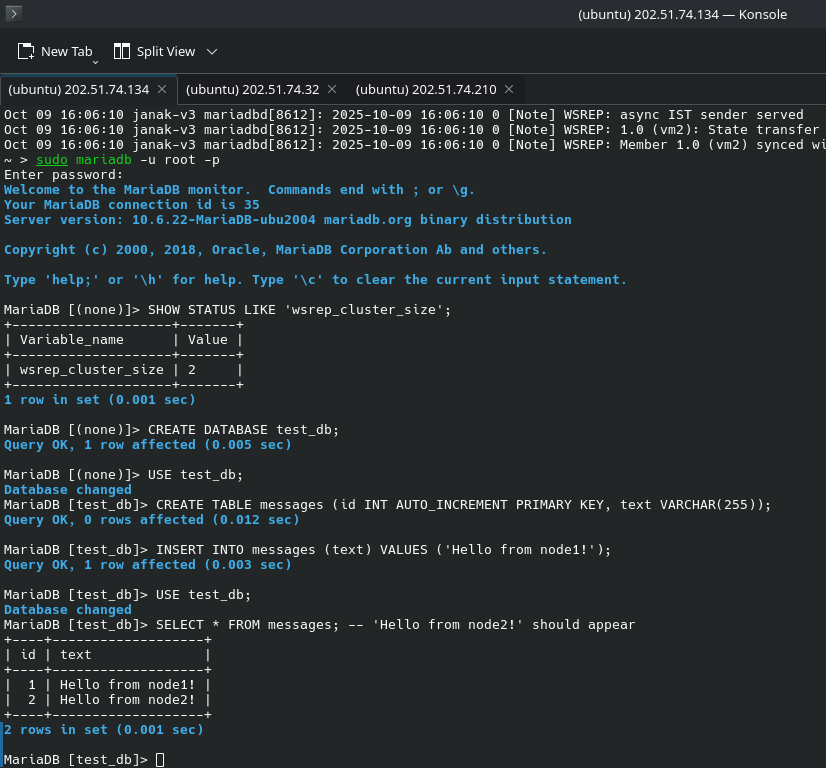 (ubuntu) 202.51.74.134 — Konsole
New Tab Split View
(ubuntu) 202.51.74.134 (ubuntu) 202.51.74.32 (ubuntu) 202.51.74.210
Oct 09 16:06:10 janak-v3 mariadbd[8612]: 2025-10-09 16:06:10 0 [Note] WSREP: async IST sender served
Oct 09 16:06:10 janak-v3 mariadbd[8612]: 2025-10-09 16:06:10 0 [Note] WSREP: 1.0 (vm2): State transfer
Oct 09 16:06:10 janak-v3 mariadbd[8612]: 2025-10-09 16:06:10 0 [Note] WSREP: Member 1.0 (vm2) synced wi
~ > sudo mariadb -u root -p
Enter password:
Welcome to the MariaDB monitor.  Commands end with ; or \g.
Your MariaDB connection id is 35
Server version: 10.6.22-MariaDB-ubu2004 mariadb.org binary distribution
Copyright (c) 2000, 2018, Oracle, MariaDB Corporation Ab and others.
Type 'help;' or '\h' for help. Type '\c' to clear the current input statement.
MariaDB [(none)]> SHOW STATUS LIKE 'wsrep_cluster_size';
+--------------------+-------+
| Variable_name      | Value |
+--------------------+-------+
| wsrep_cluster_size | 2     |
+--------------------+-------+
1 row in set (0.001 sec)
MariaDB [(none)]> CREATE DATABASE test_db;
Query OK, 1 row affected (0.005 sec)
MariaDB [(none)]> USE test_db;
Database changed
MariaDB [test_db]> CREATE TABLE messages (id INT AUTO_INCREMENT PRIMARY KEY, text VARCHAR(255));
Query OK, 0 rows affected (0.012 sec)
MariaDB [test_db]> INSERT INTO messages (text) VALUES ('Hello from node1!');
Query OK, 1 row affected (0.003 sec)
MariaDB [test_db]> USE test_db;
Database changed
MariaDB [test_db]> SELECT * FROM messages; -- 'Hello from node2!' should appear
+----+-------------------+
| id | text              |
+----+-------------------+
|  1 | Hello from node1! |
|  2 | Hello from node2! |
+----+-------------------+
2 rows in set (0.001 sec)
MariaDB [test_db]>